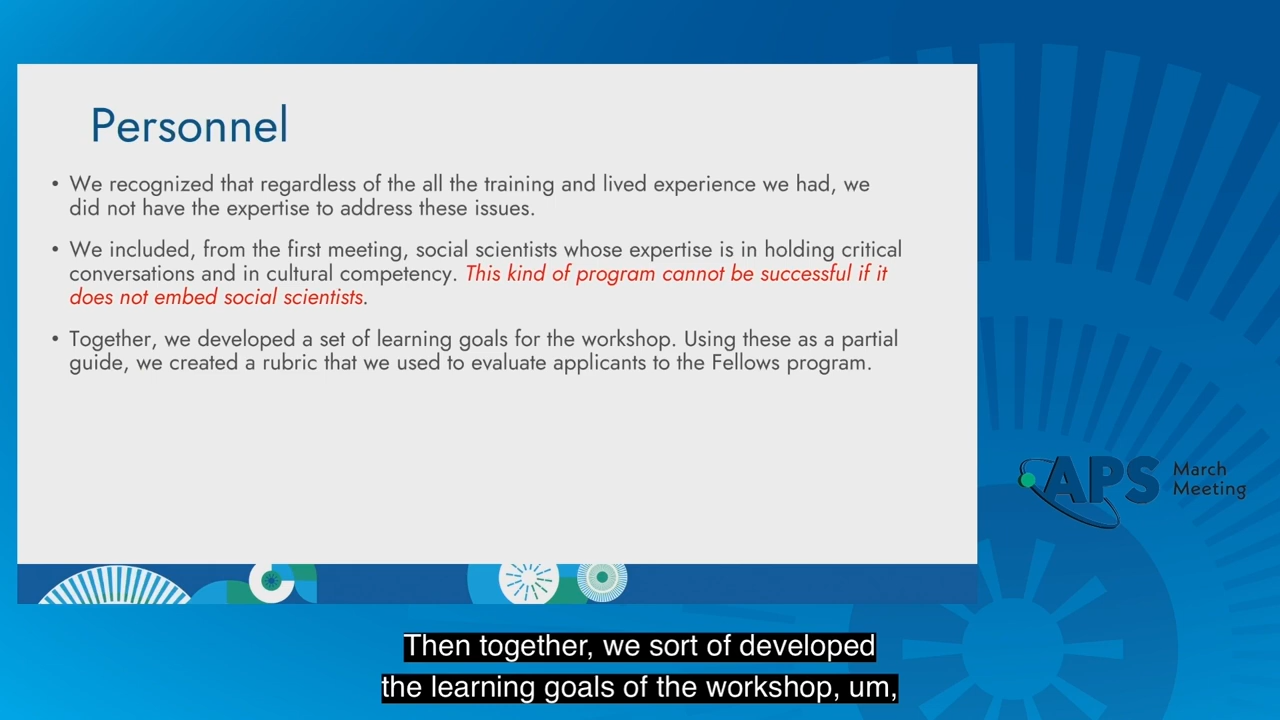 Personnel
• We recognized that regardless of the all the training and lived experience we had, we
did not have the expertise to address these issues.
• We included, from the first meeting, social scientists whose expertise is in holding critical
conversations and in cultural competency. This kind of program cannot be successful if it
does not embed social scientists.
• Together, we developed a set of learning goals for the workshop. Using these as a partial
guide, we created a rubric that we used to evaluate applicants to the Fellows program.
APS March
Meeting
Then together, we sort of developed
the learning goals of the workshop, um,